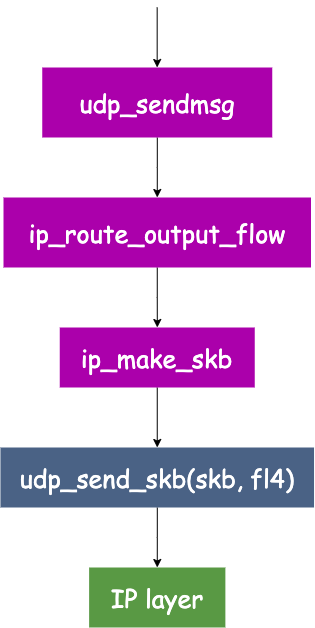 udp_sendmsg
ip_route_output_flow
ip_make_skb
udp_send_skb(skb, fl4)
IP layer